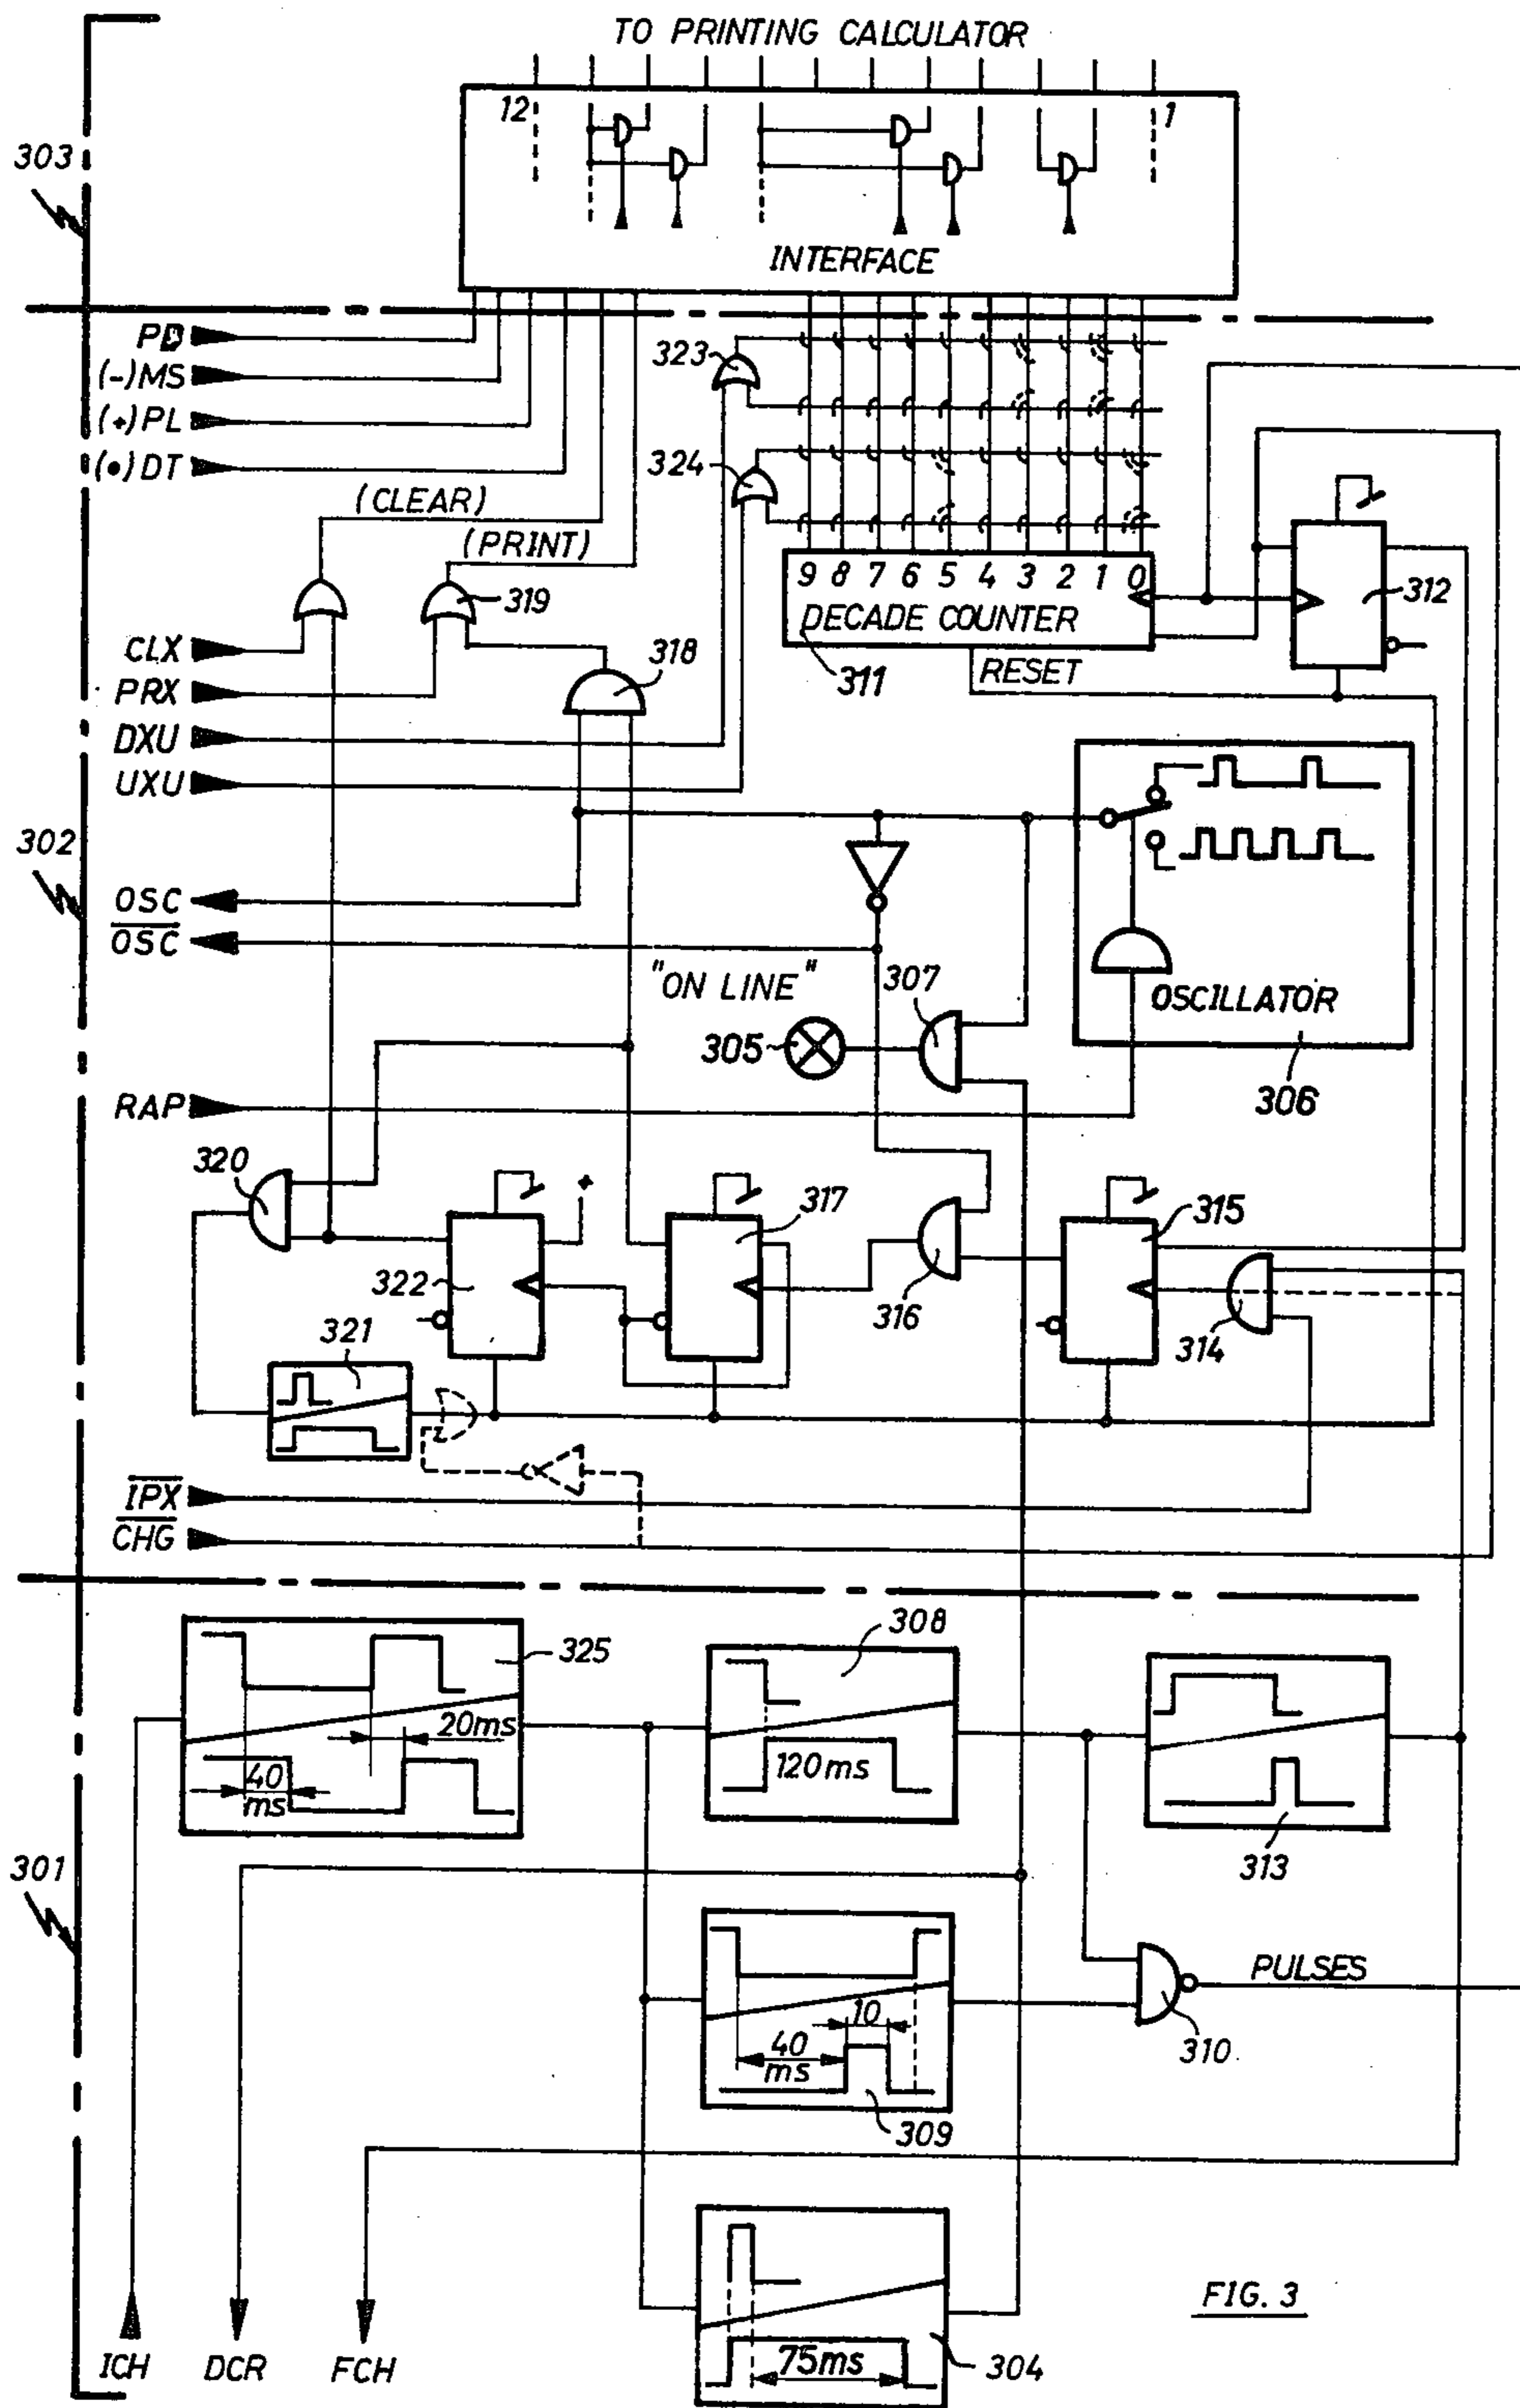 TO PRINTING CALCULATOR
12
1
303
INTERFACE
PD
(-)MS
(+)PL
(•)DT
323
324
(CLEAR)
(PRINT)
319
9 8 7 6 5 4 3 2 1 0
DECADE COUNTER
312
311
RESET
CLX
PRX
318
DXU
UXU
302
OSC
OSC
"ON LINE"
307
OSCILLATOR
305
306
RAP
320
317
315
322
316
314
321
IPX
CHG
325
308
20ms
40
ms
120ms
313
301
PULSES
10
40
ms
310
309
75ms
304
ICH
DCR
FCH
FIG. 3